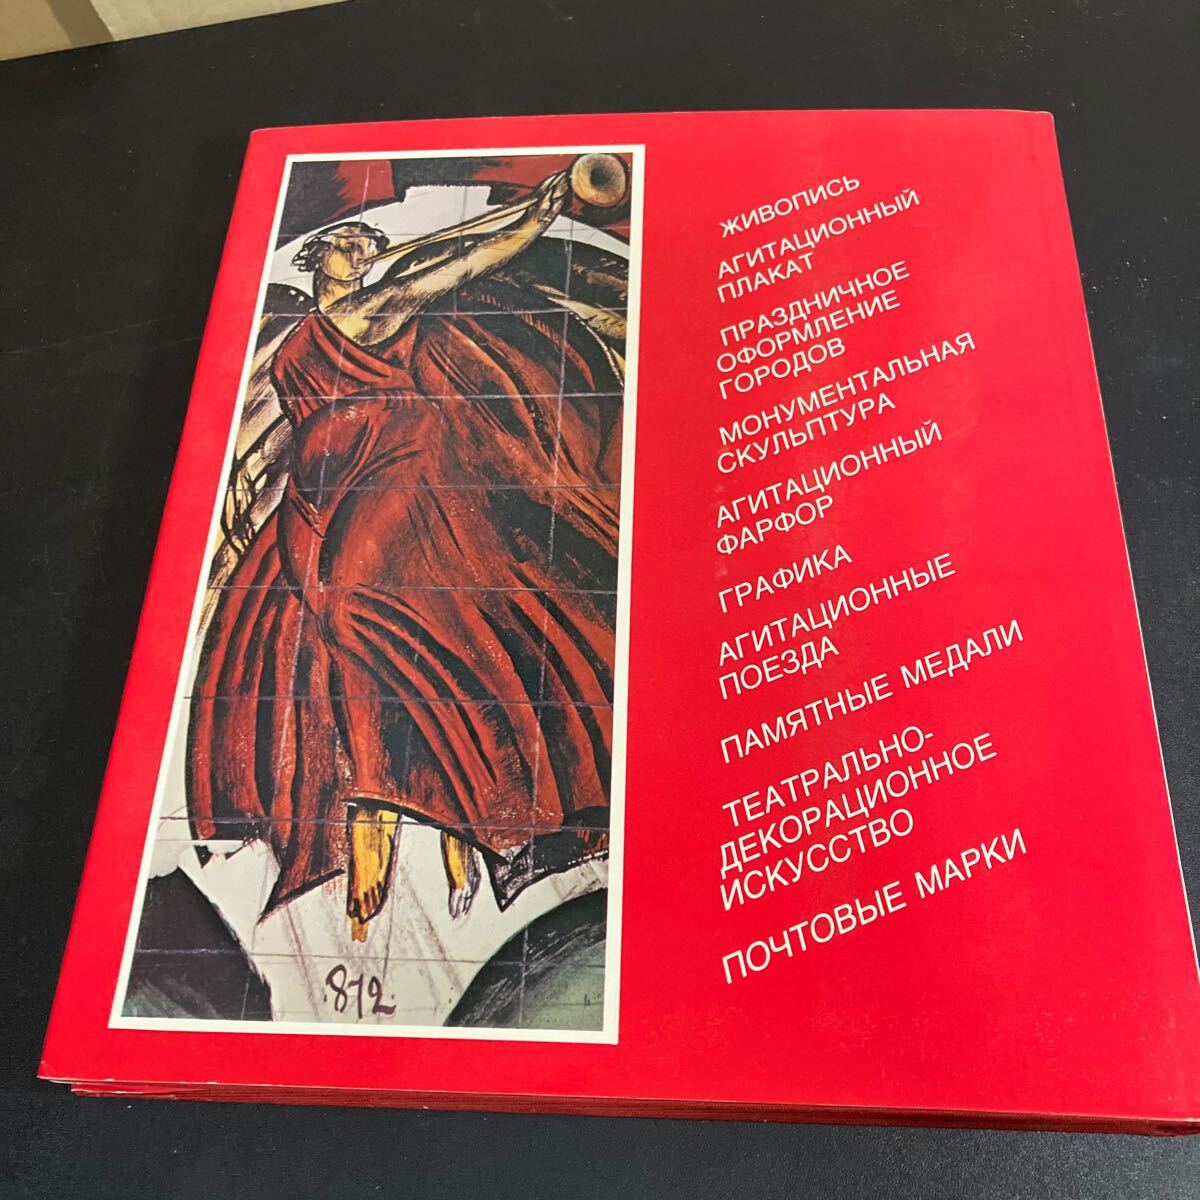 ЖИВОПИСЬ
АГИТАЦИОННЫЙ
ПЛАКАТ
ПРАЗДНИЧНОЕ
ОФОРМЛЕНИЕ
ГОРОДОВ
МОНУМЕНТАЛЬНАЯ
СКУЛЬПТУРА
АГИТАЦИОННЫЙ
ФАРФОР
ГРАФИКА
АГИТАЦИОННЫЕ
ПОЕЗДА
ПАМЯТНЫЕ МЕДАЛИ
ТЕАТРАЛЬНО-
ДЕКОРАЦИОННОЕ
ИСКУССТВО
ПОЧТОВЫЕ МАРКИ
.872.